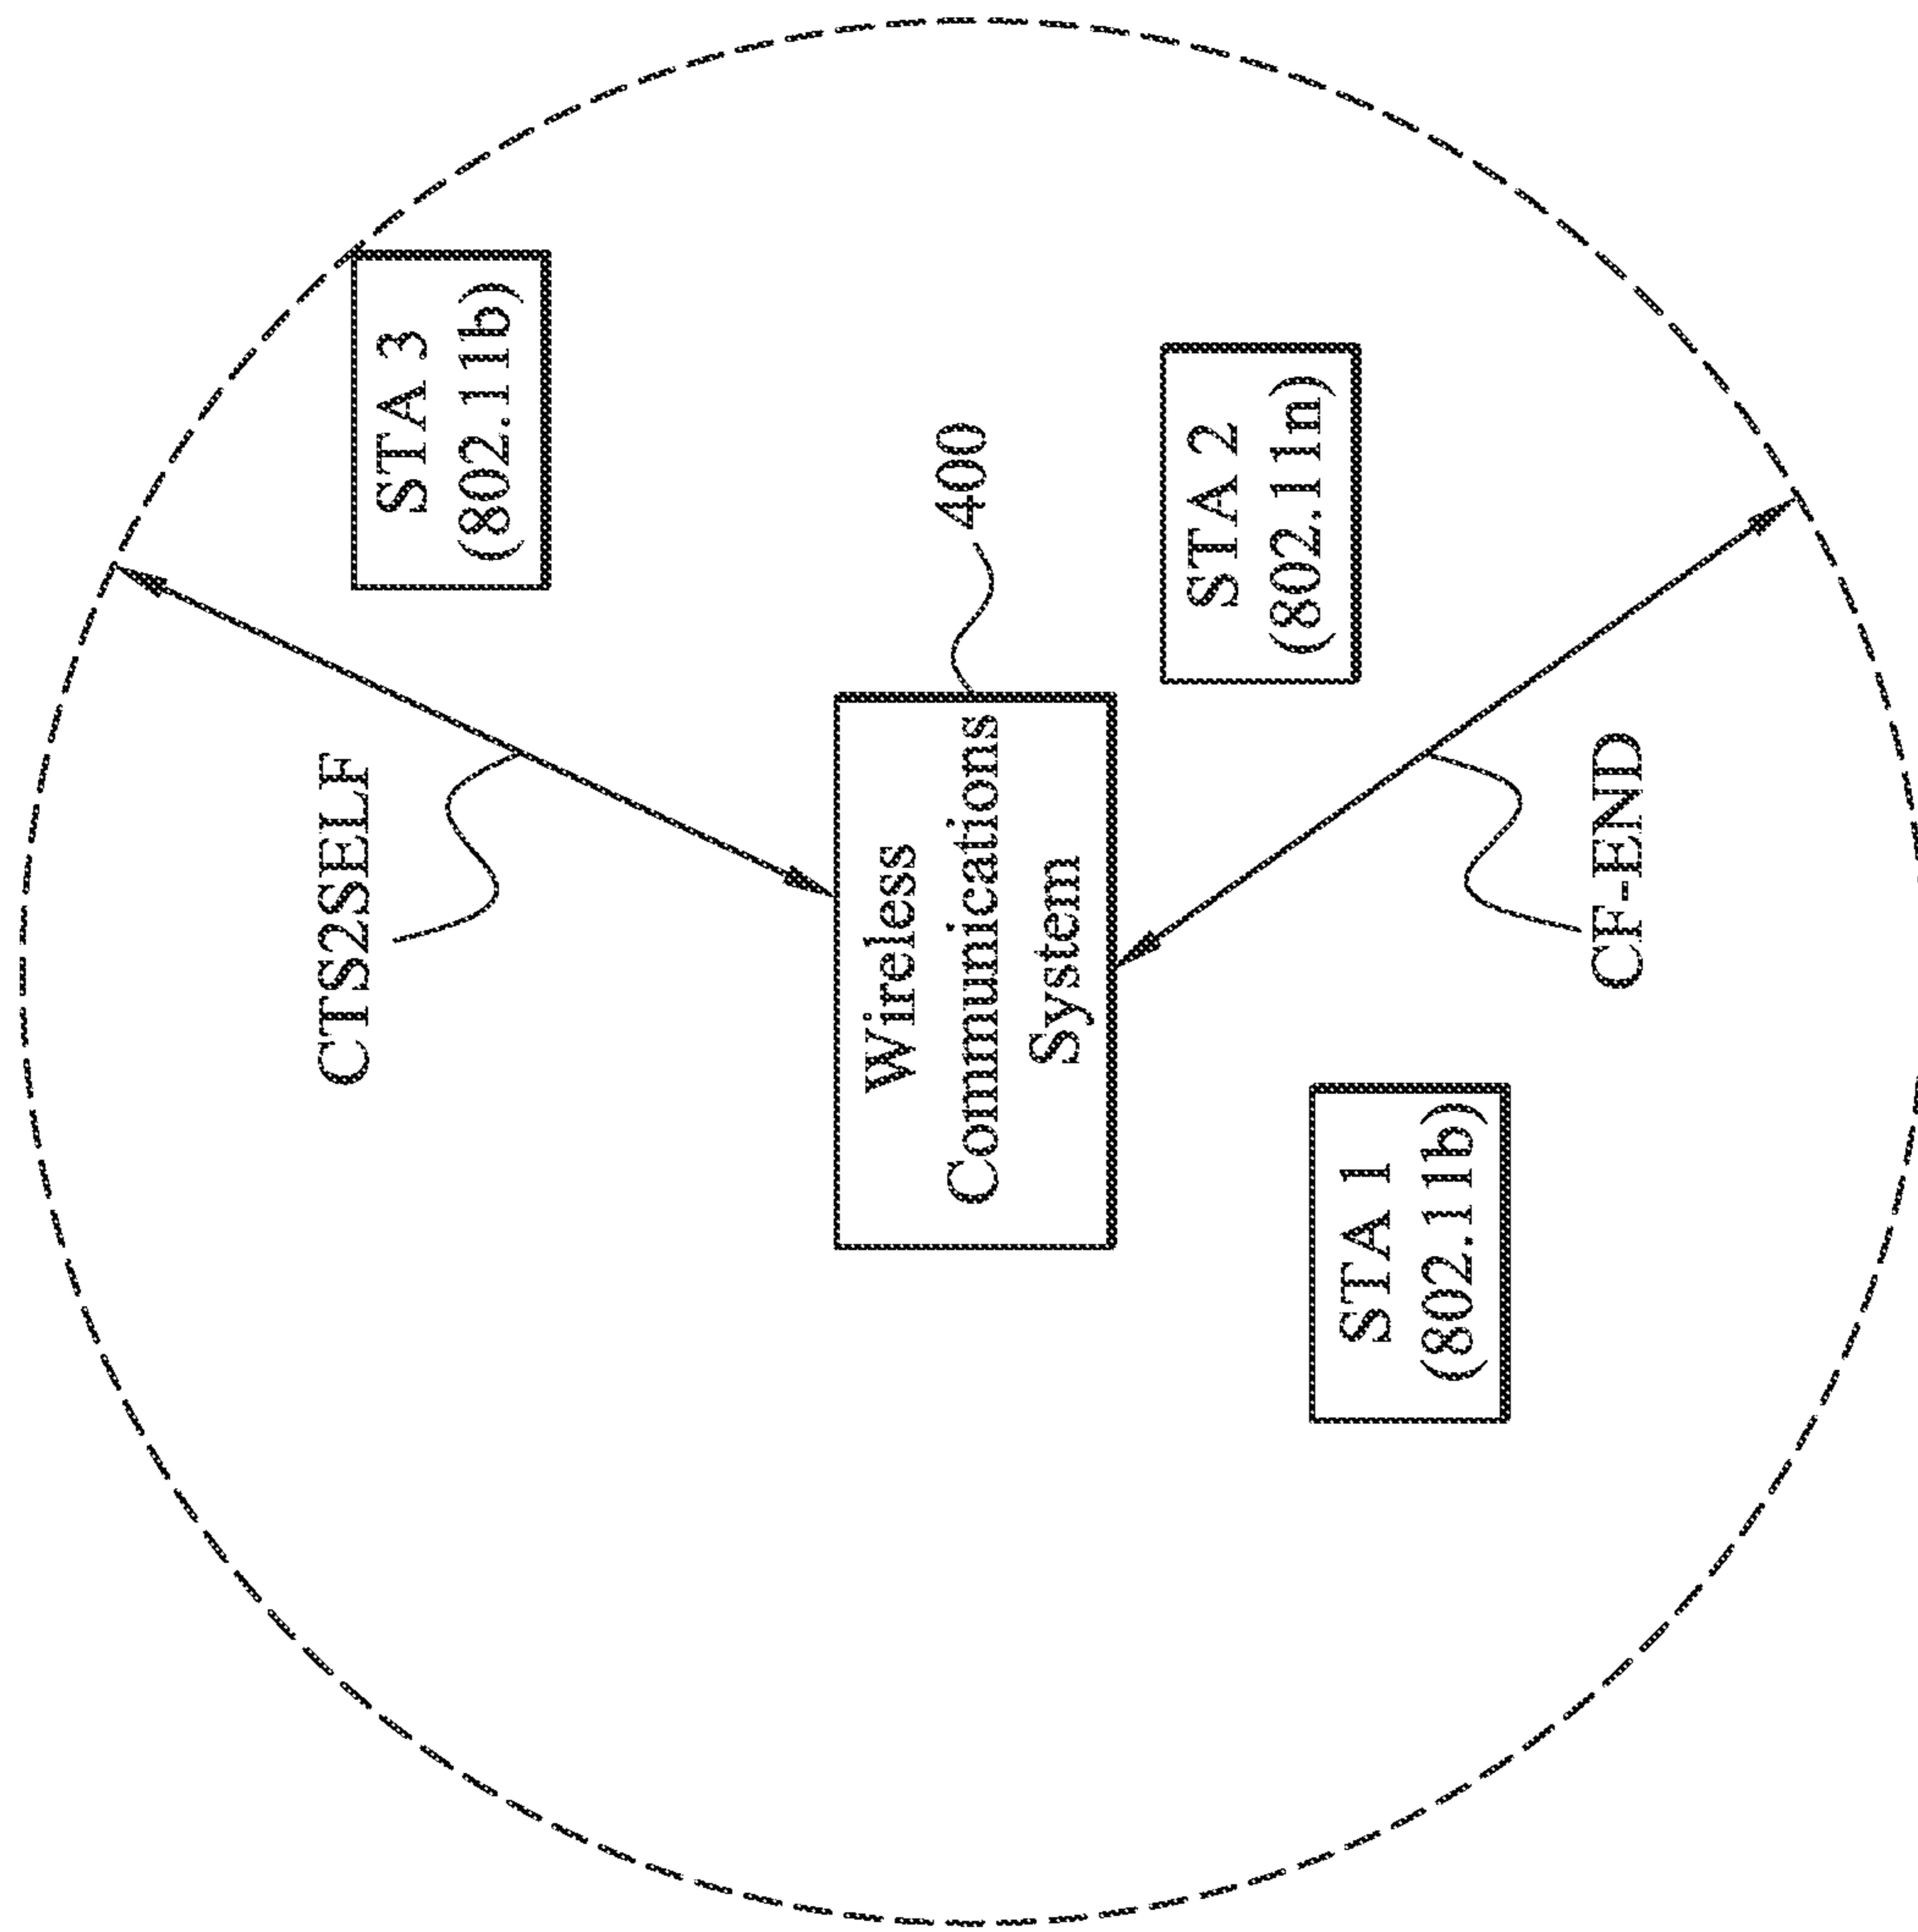 CTS2SELF
STA 3
(802.11b)
Wireless
Communications
System
400
STA 2
(802.11n)
STA 1
(802.11b)
CF-END